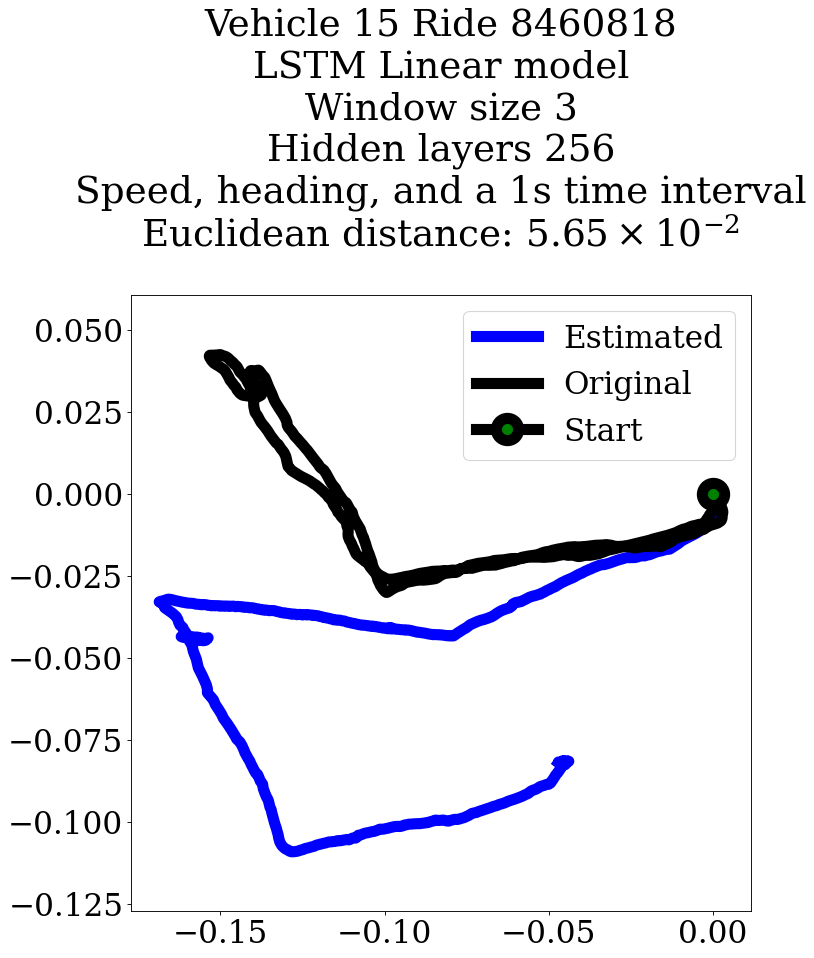 Vehicle 15 Ride 8460818
LSTM Linear model
Window size 3
Hidden layers 256
Speed, heading, and a 1s time interval
Euclidean distance: 5.65 × 10⁻²
Estimated
Original
Start
0.050
0.025
0.000
−0.025
−0.050
−0.075
−0.100
−0.125
−0.15 −0.10 −0.05 0.00